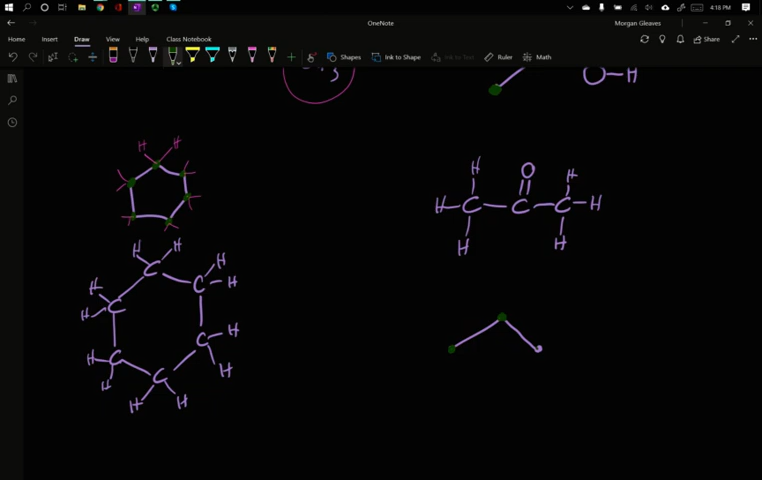 4:18 PM
OneNote
Morgan Gleaves
Home Insert Draw View Help Class Notebook
Share
Shapes Ink to Shape Ink to Text Ruler Math
O-H
H H
H O H
H C C C H
H H
H H
C H
C H
H
C
H
C H
H C
H C H
H H